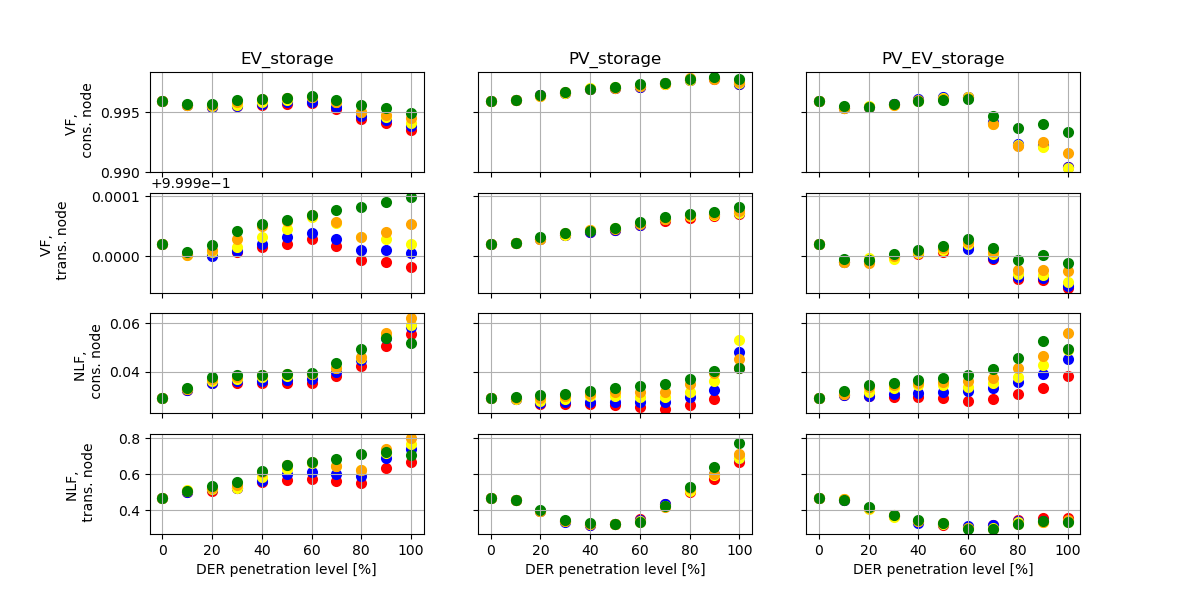 EV_storage
PV_storage
PV_EV_storage
VF,
cons. node
0.995
0.990
+9.999e−1
VF,
trans. node
0.0001
0.0000
NLF,
cons. node
0.06
0.04
NLF,
trans. node
0.8
0.6
0.4
0 20 40 60 80 100
0 20 40 60 80 100
0 20 40 60 80 100
DER penetration level [%]
DER penetration level [%]
DER penetration level [%]